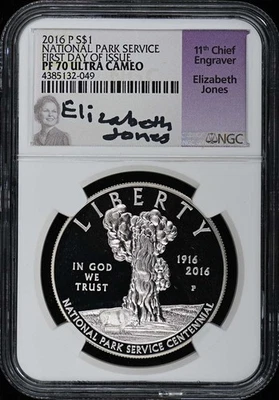 2016 P S$1
NATIONAL PARK SERVICE
FIRST DAY OF ISSUE
PF 70 ULTRA CAMEO
4385132-049
Elizabeth
Jones
11th Chief
Engraver
Elizabeth
Jones
NGC
LIBERTY
IN GOD
WE
TRUST
1916
2016
P
NATIONAL PARK SERVICE CENTENNIAL